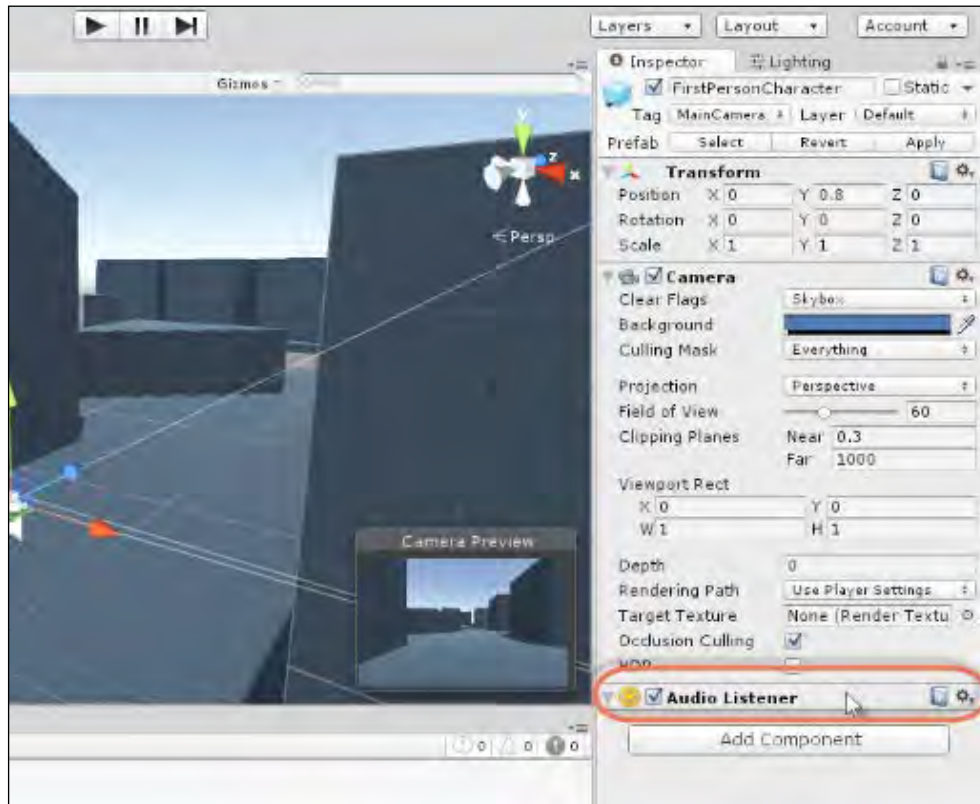 Layers Layout Account
Inspector Lighting
Gizmos
FirstPersonCharacter Static
Tag MainCamera Layer Default
Prefab Select Revert Apply
Transform
Position X 0 Y 0.8 Z 0
Rotation X 0 Y 0 Z 0
Scale X 1 Y 1 Z 1
y
z
x
Persp
Camera
Clear Flags Skybox
Background
Culling Mask Everything
Projection Perspective
Field of View 60
Clipping Planes Near 0.3
Far 1000
Viewport Rect
X 0 Y 0
W 1 H 1
Camera Preview
Depth 0
Rendering Path Use Player Settings
Target Texture None (Render Textu
Occlusion Culling
HDR
Audio Listener
Add Component
0 0 0